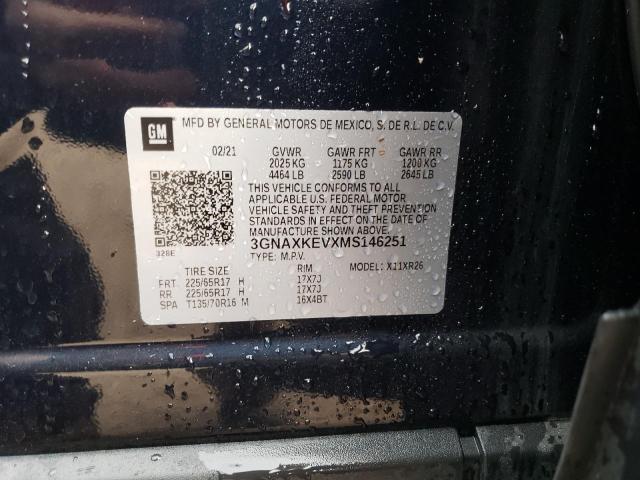 GM
MFD BY GENERAL MOTORS DE MEXICO, S. DE R.L. DE C.V.
02/21 GVWR GAWR FRT GAWR RR
2025 KG 1175 KG 1200 KG
4464 LB 2590 LB 2645 LB
THIS VEHICLE CONFORMS TO ALL
APPLICABLE U.S. FEDERAL MOTOR
VEHICLE SAFETY AND THEFT PREVENTION
STANDARDS IN EFFECT ON THE DATE OF
MANUFACTURE SHOWN ABOVE.
328E 3GNAXKEVXMS146251
TYPE: M.P.V. MODEL: X11XR26
TIRE SIZE RIM
FRT 225/65R17 H 17X7J
RR 225/65R17 H 17X7J
SPA T135/70R16 M 16X4BT